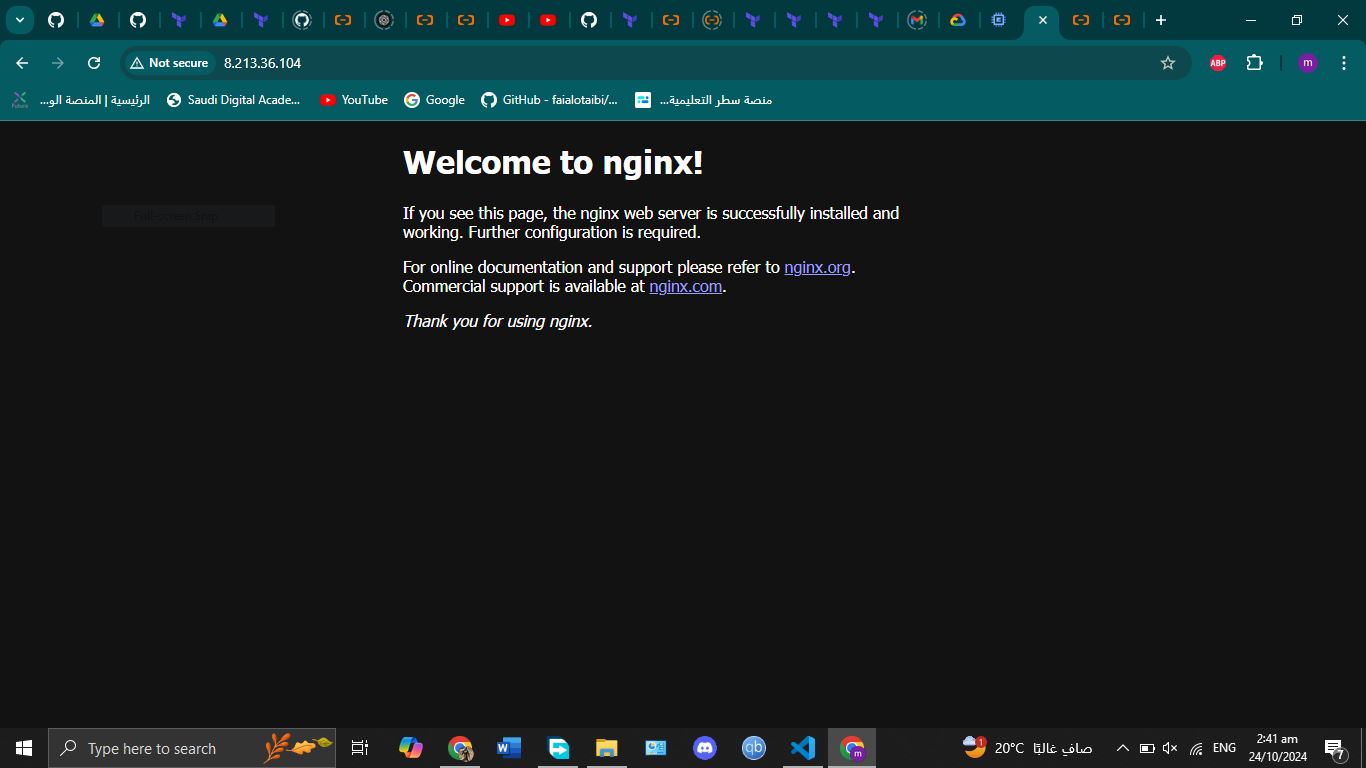 Not secure
8.213.36.104
ABP
m
الرئيسية | المنصة الو...
Saudi Digital Acade...
YouTube
Google
GitHub - faialotaibi/...
منصة سطر التعليمية...
Welcome to nginx!
Full-screen Snip
If you see this page, the nginx web server is successfully installed and
working. Further configuration is required.
For online documentation and support please refer to nginx.org.
Commercial support is available at nginx.com.
Thank you for using nginx.
Type here to search
qb
m
1
20°C صافٍ غالبًا
ENG
2:41 am
24/10/2024
7